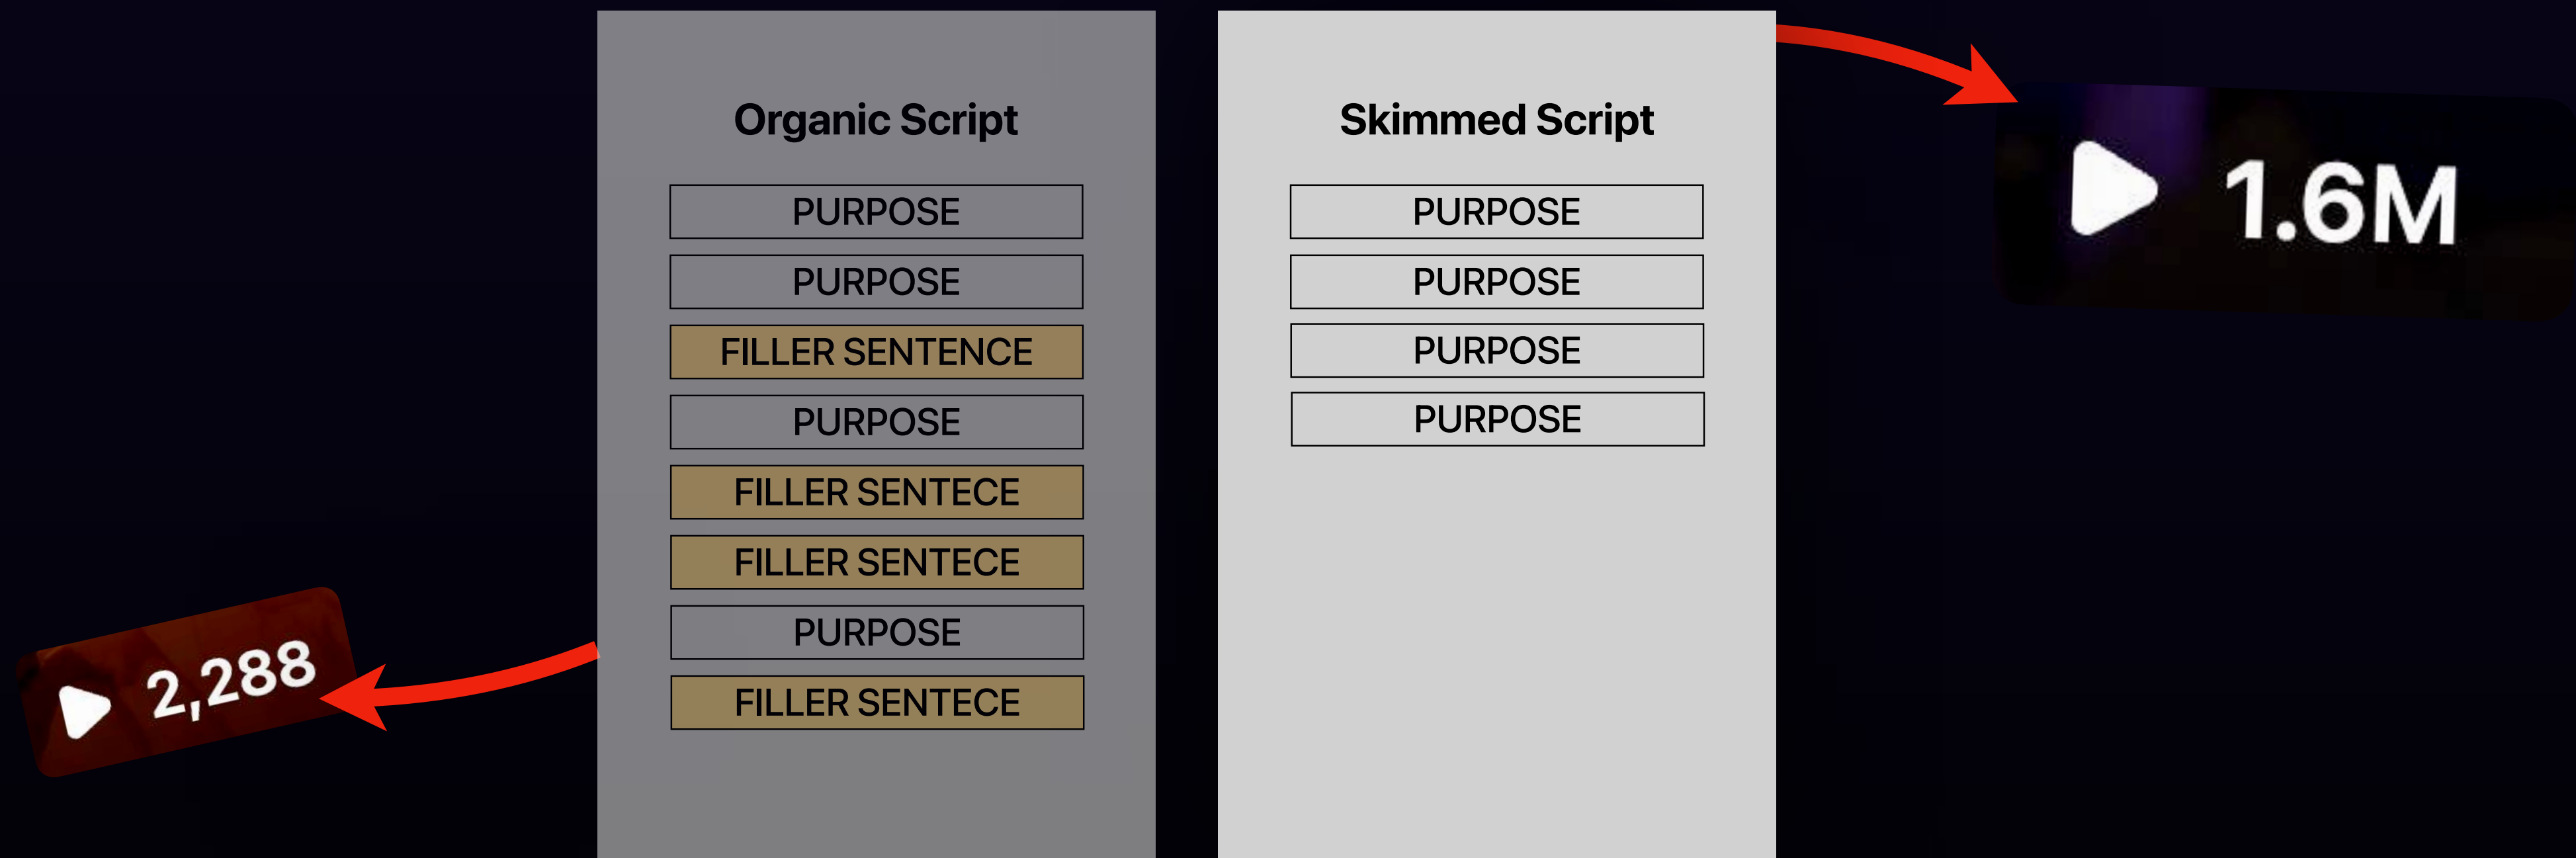 Organic Script
PURPOSE
PURPOSE
FILLER SENTENCE
PURPOSE
FILLER SENTECE
FILLER SENTECE
PURPOSE
FILLER SENTECE
2,288
Skimmed Script
PURPOSE
PURPOSE
PURPOSE
PURPOSE
1.6M